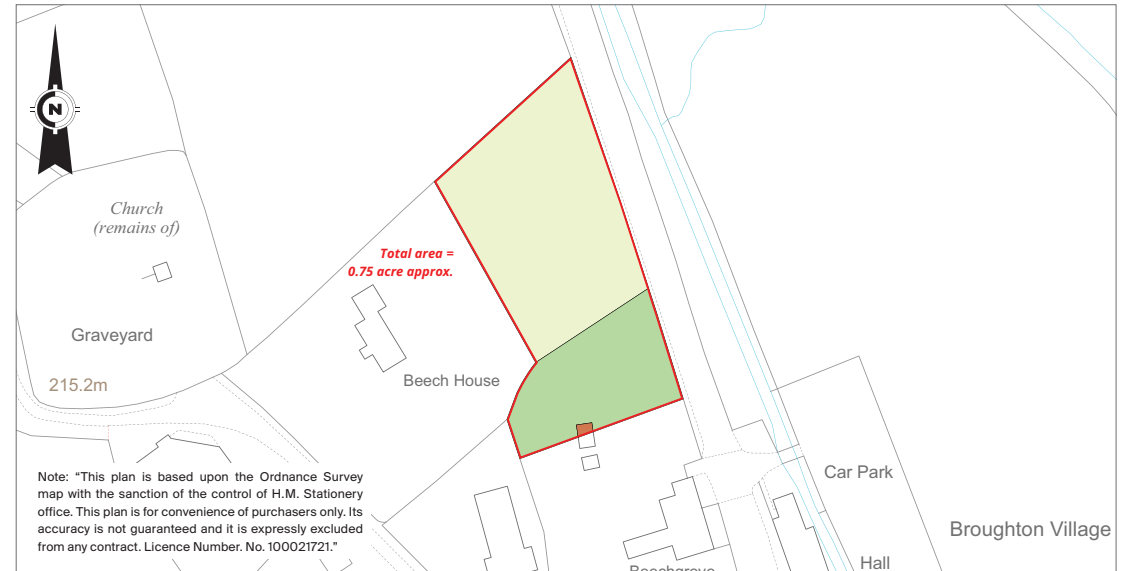 N
Church
(remains of)
Total area =
0.75 acre approx.
Graveyard
215.2m
Beech House
Note: “This plan is based upon the Ordnance Survey
map with the sanction of the control of H.M. Stationery
office. This plan is for convenience of purchasers only. Its
accuracy is not guaranteed and it is expressly excluded
from any contract. Licence Number. No. 100021721.”
Car Park
Broughton Village
Hall
Beechgrove